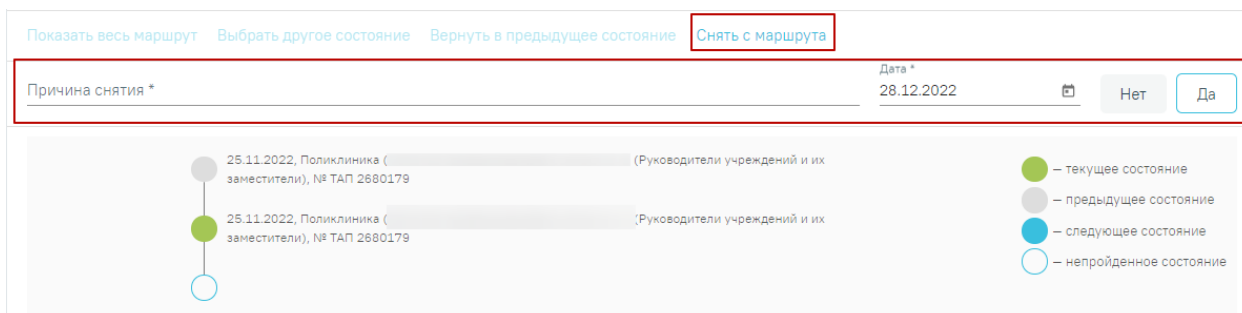 Показать весь маршрут Выбрать другое состояние Вернуть в предыдущее состояние Снять с маршрута
Дата *
Причина снятия * 28.12.2022 Нет Да
25.11.2022, Поликлиника ( (Руководители учреждений и их
заместители), № ТАП 2680179
25.11.2022, Поликлиника ( (Руководители учреждений и их
заместители), № ТАП 2680179
– текущее состояние
– предыдущее состояние
– следующее состояние
– непройденное состояние